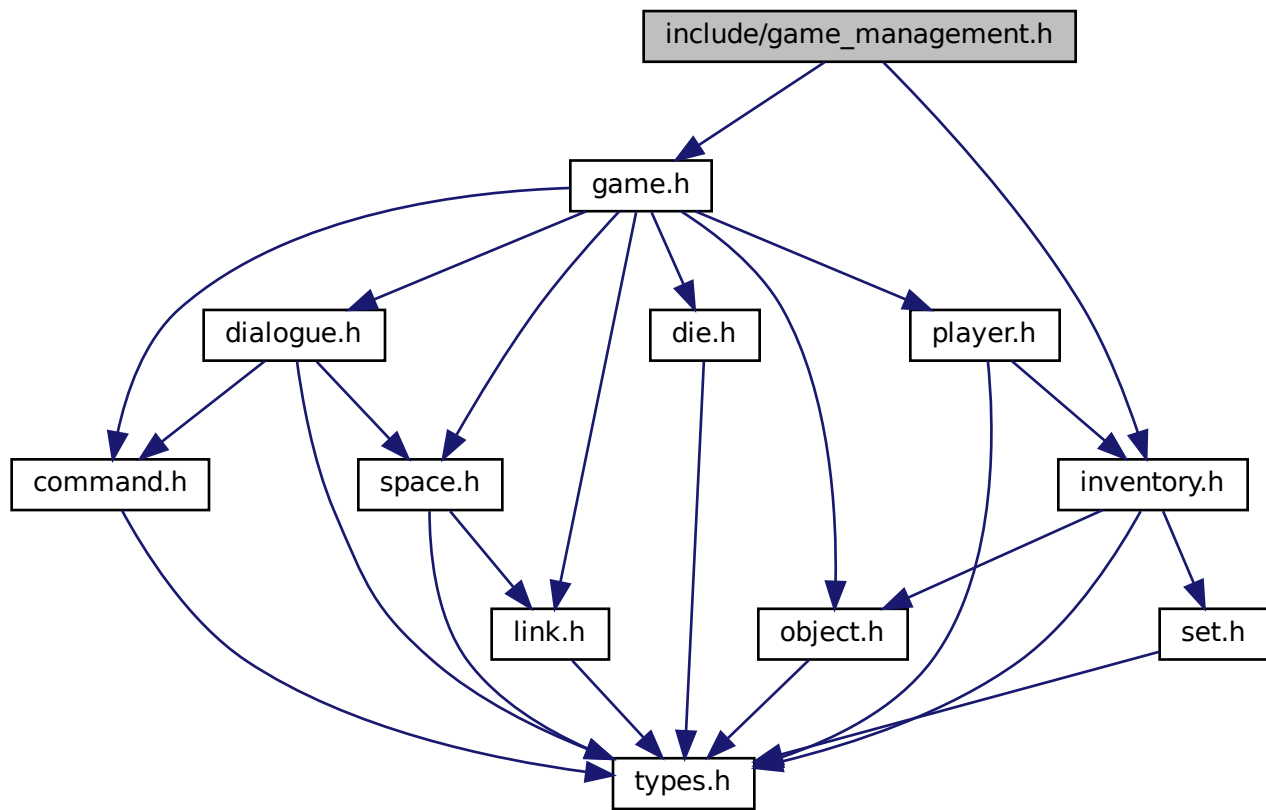 include/game_management.h
game.h
dialogue.h
die.h
player.h
command.h
space.h
inventory.h
link.h
object.h
set.h
types.h